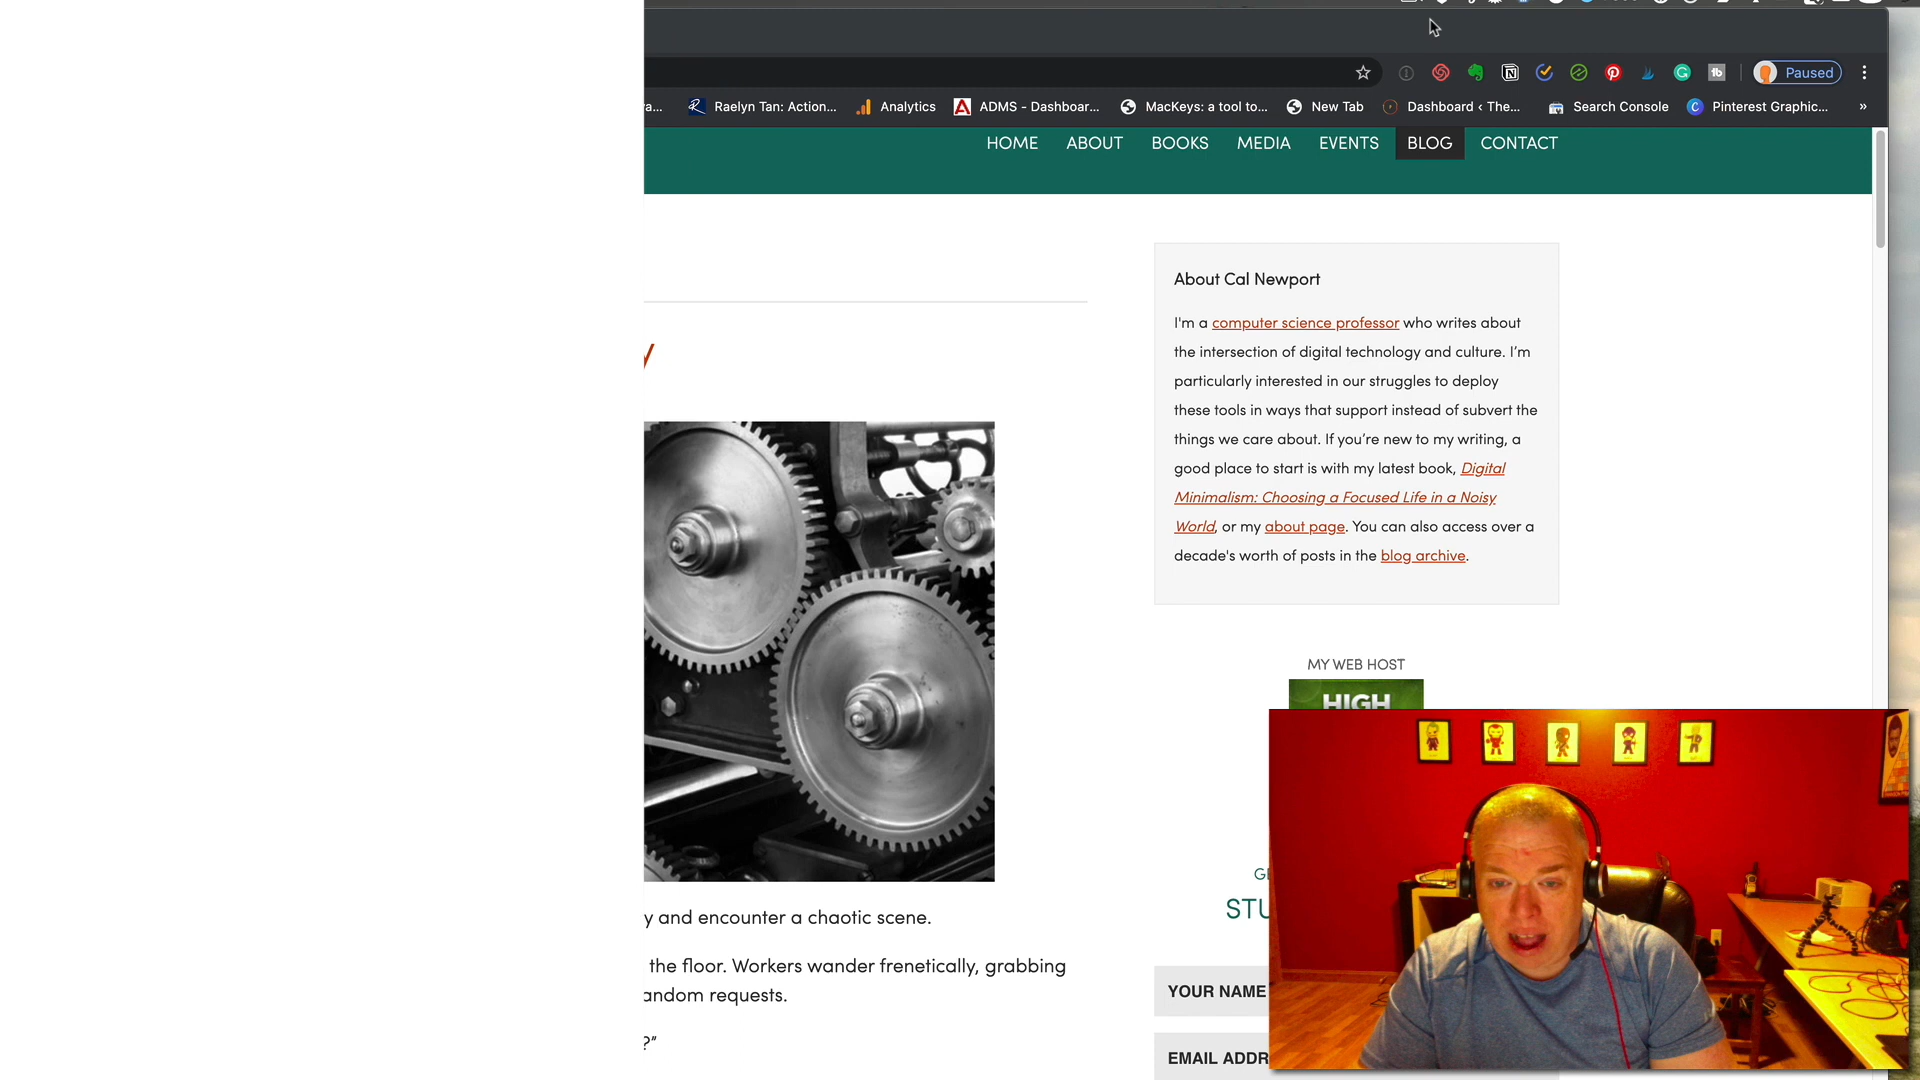 Paused
Raelyn Tan: Action...
Analytics
ADMS - Dashboar...
MacKeys: a tool to...
New Tab
Dashboard ‹ The...
Search Console
Pinterest Graphic...
»
HOME
ABOUT
BOOKS
MEDIA
EVENTS
BLOG
CONTACT
y
y and encounter a chaotic scene.
the floor. Workers wander frenetically, grabbing
andom requests.
?”
About Cal Newport
I'm a computer science professor who writes about
the intersection of digital technology and culture. I’m
particularly interested in our struggles to deploy
these tools in ways that support instead of subvert the
things we care about. If you’re new to my writing, a
good place to start is with my latest book, Digital
Minimalism: Choosing a Focused Life in a Noisy
World, or my about page. You can also access over a
decade's worth of posts in the blog archive.
MY WEB HOST
HIGH
STU
YOUR NAME
EMAIL ADDR